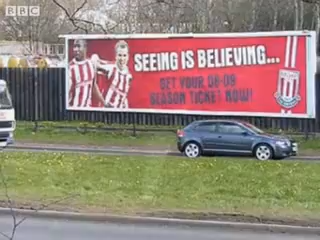 BBC
SEEING IS BELIEVING...
GET YOUR 08-09
SEASON TICKET NOW!